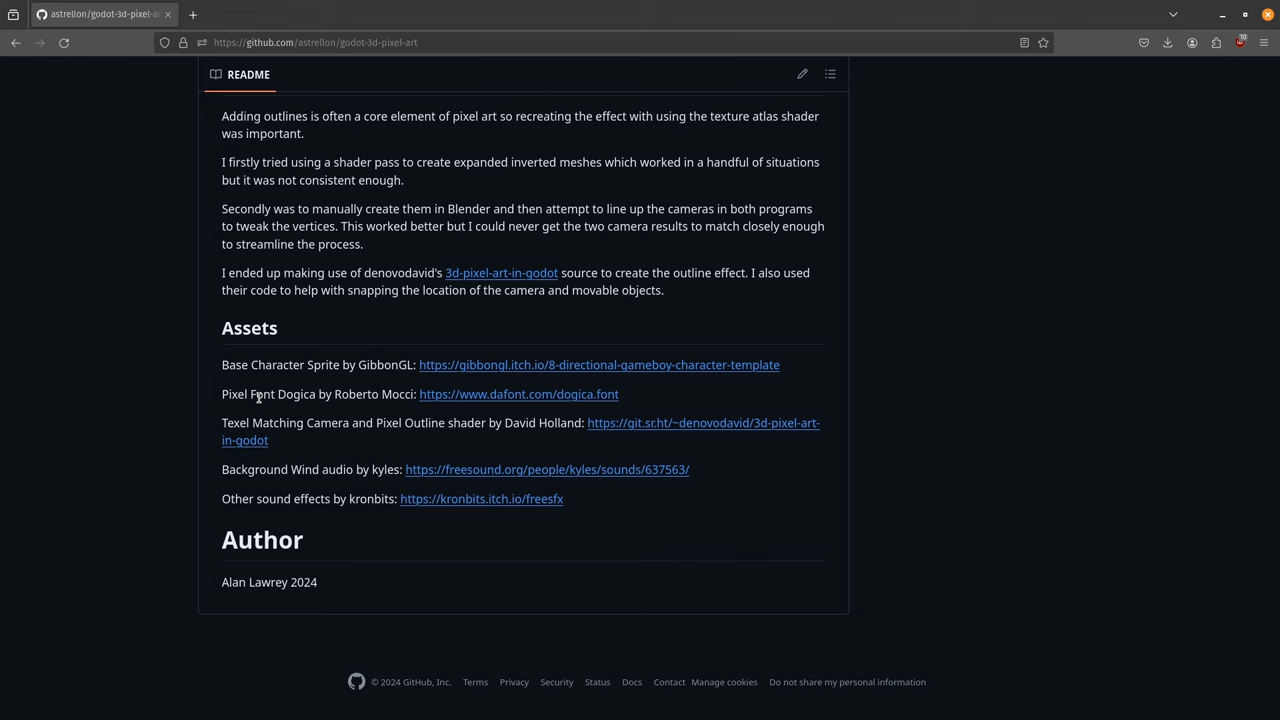 astrellon/godot-3d-pixel-ar
https://github.com/astrellon/godot-3d-pixel-art
10
README
Adding outlines is often a core element of pixel art so recreating the effect with using the texture atlas shader
was important.
I firstly tried using a shader pass to create expanded inverted meshes which worked in a handful of situations
but it was not consistent enough.
Secondly was to manually create them in Blender and then attempt to line up the cameras in both programs
to tweak the vertices. This worked better but I could never get the two camera results to match closely enough
to streamline the process.
I ended up making use of denovodavid's 3d-pixel-art-in-godot source to create the outline effect. I also used
their code to help with snapping the location of the camera and movable objects.
Assets
Base Character Sprite by GibbonGL: https://gibbongl.itch.io/8-directional-gameboy-character-template
Pixel Font Dogica by Roberto Mocci: https://www.dafont.com/dogica.font
Texel Matching Camera and Pixel Outline shader by David Holland: https://git.sr.ht/~denovodavid/3d-pixel-art-
in-godot
Background Wind audio by kyles: https://freesound.org/people/kyles/sounds/637563/
Other sound effects by kronbits: https://kronbits.itch.io/freesfx
Author
Alan Lawrey 2024
© 2024 GitHub, Inc. Terms Privacy Security Status Docs Contact Manage cookies Do not share my personal information